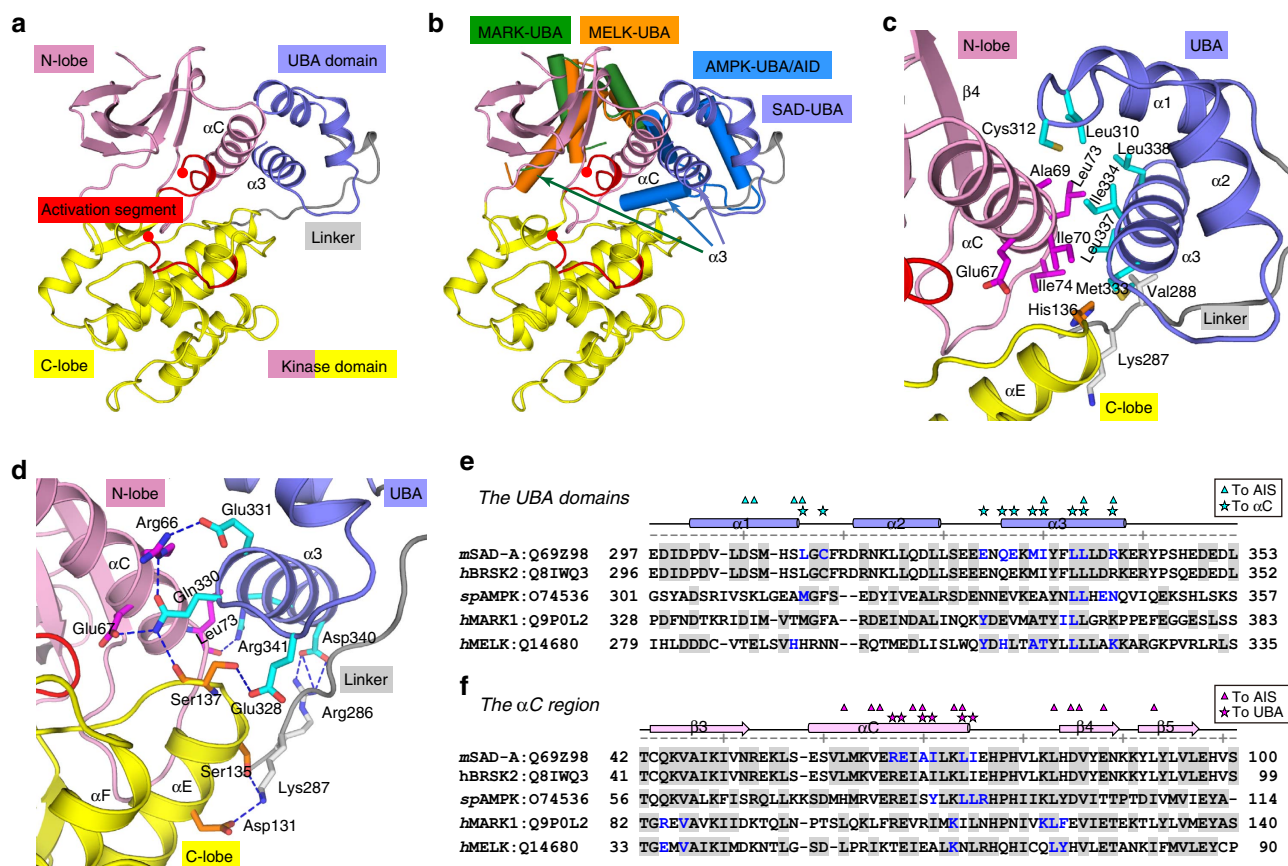 a
N-lobe
UBA domain
αC
α3
Activation segment
Linker
C-lobe
Kinase domain
b
MARK-UBA
MELK-UBA
AMPK-UBA/AID
SAD-UBA
αC
α3
c
N-lobe
UBA
β4
α1
Cys312
Leu310
Leu73
Leu338
Ala69
Ile334
α2
αC
Ile70
Leu337
α3
Glu67
Ile74
Met333
Val288
His136
Linker
Lys287
αE
C-lobe
d
N-lobe
UBA
Glu331
Arg66
α3
αC
Gln330
Glu67
Leu73
Asp340
Arg341
Linker
Ser137
Glu328
Arg286
Ser135
Lys287
αF
αE
Asp131
C-lobe
e
The UBA domains
To AIS
To αC
α1 α2 α3
mSAD-A:Q69Z98 297 EDIDPDV-LDSM-HSLGCFRDRNKLLQDLLSEEENQEKMIYFLLLDRKERYPSHEDEDL 353
hBRSK2:Q8IWQ3 296 EDIDPDV-LDSM-HSLGCFRDRNKLLQDLLSEEENQEKMIYFLLLDRKERYPSQEDEDL 352
spAMPK:O74536 301 GSYADSRIVSKLGEAMGFS--EDYIVEALRSDENNEVKEAYNLLHENQVIQEKSHLSKS 357
hMARK1:Q9P0L2 328 PDFNDTKRIDIM-VTMGFA--RDEINDALINQKYDEVMATYILLGRKPPEFEGGESLSS 383
hMELK:Q14680 279 IHLDDDC-VTELSVHHRNN--RQTMEDLISLWQYDHLTATYLLLLAKKARGKPVRLRLS 335
f
The αC region
To AIS
To UBA
β3 αC β4 β5
mSAD-A:Q69Z98 42 TCQKVAIKIVNREKLS-ESVLMKVEREIAILKLIEHPHVLKLHDVYENKKYLYLVLEHVS 100
hBRSK2:Q8IWQ3 41 TCQKVAIKIVNREKLS-ESVLMKVEREIAILKLIEHPHVLKLHDVYENKKYLYLVLEHVS 99
spAMPK:O74536 56 TQQKVALKFISRQLLKKSDMHMRVEREISYLKLLRHPHIIKLYDVITTPTDIVMVIEYA- 114
hMARK1:Q9P0L2 82 TGREVAVKIIDKTQLN-PTSLQKLFREVRIMKILNHPNIVKLFEVIETEKTLYLVMEYAS 140
hMELK:Q14680 33 TGEMVAIKIMDKNTLG-SD-LPRIKTEIEALKNLRHQHICQLYHVLETANKIFMVLEYCP 90